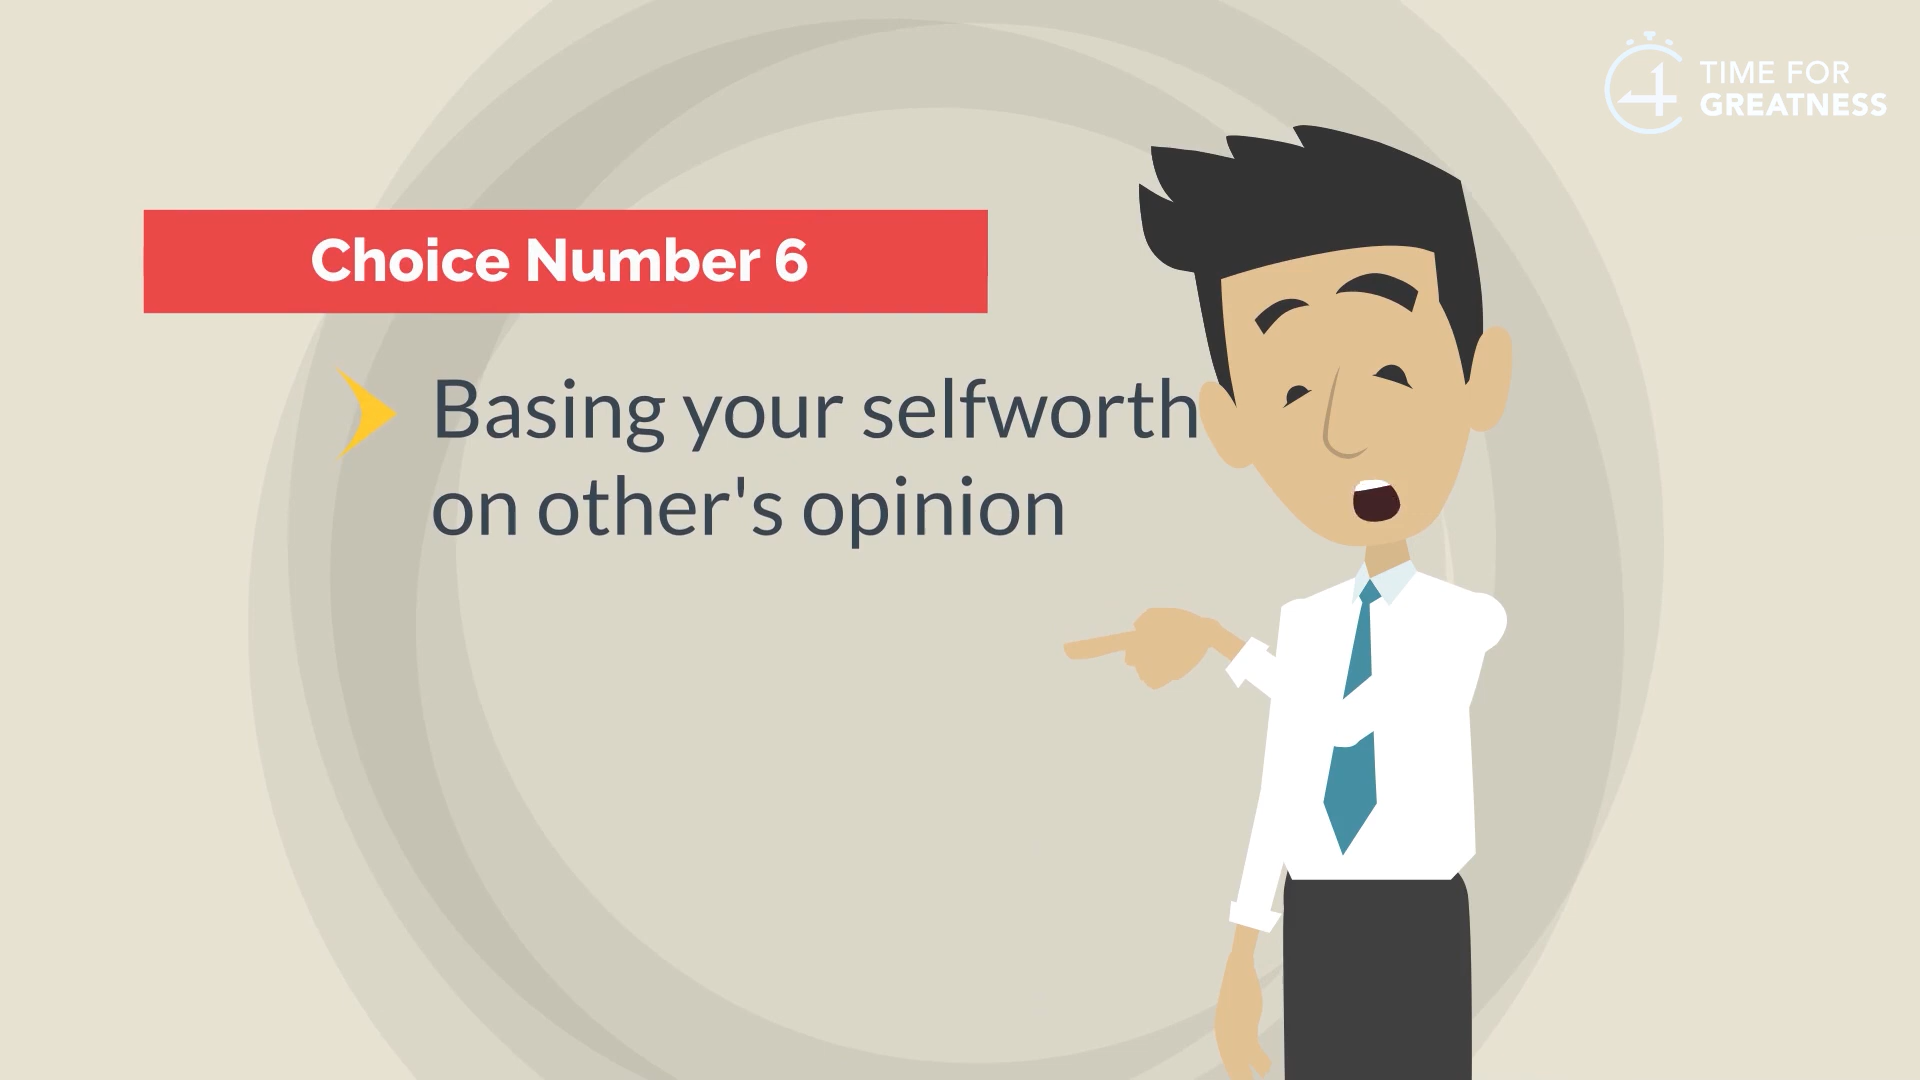 TIME FOR
GREATNESS
Choice Number 6
Basing your selfworth
on other's opinion